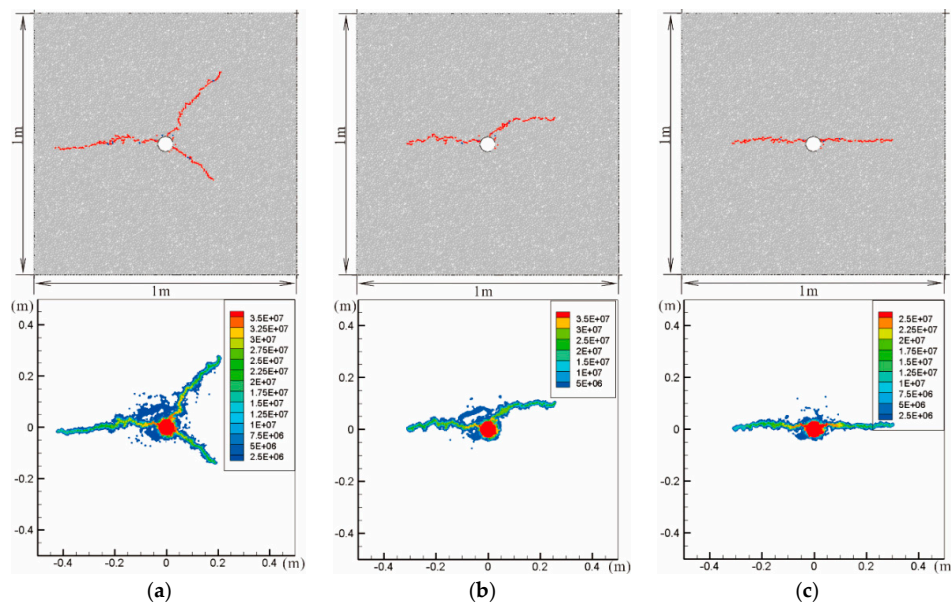 1m
1m
1m
1m
1m
1m
(m)
0.4
0.2
0
-0.2
-0.4
-0.4
-0.2
0
0.2
0.4
(m)
3.5E+07
3.25E+07
3E+07
2.75E+07
2.5E+07
2.25E+07
2E+07
1.75E+07
1.5E+07
1.25E+07
1E+07
7.5E+06
5E+06
2.5E+06
(m)
0.4
0.2
0
-0.2
-0.4
-0.4
-0.2
0
0.2
0.4
(m)
3.5E+07
3E+07
2.5E+07
2E+07
1.5E+07
1E+07
5E+06
(m)
0.4
0.2
0
-0.2
-0.4
-0.4
-0.2
0
0.2
0.4
(m)
2.5E+07
2.25E+07
2E+07
1.75E+07
1.5E+07
1.25E+07
1E+07
7.5E+06
5E+06
2.5E+06
(a)
(b)
(c)